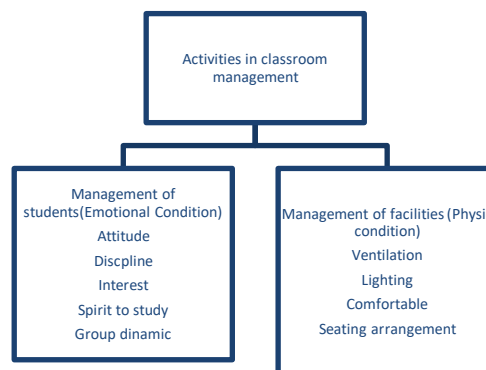 Activities in classroom
management
Management of
students(Emotional Condition)
Attitude
Discpline
Interest
Spirit to study
Group dinamic
Management of facilities (Physi
condition)
Ventilation
Lighting
Comfortable
Seating arrangement